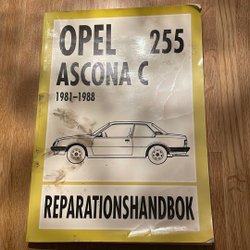 OPEL 255
ASCONA C
1981-1988
REPARATIONSHANDBOK